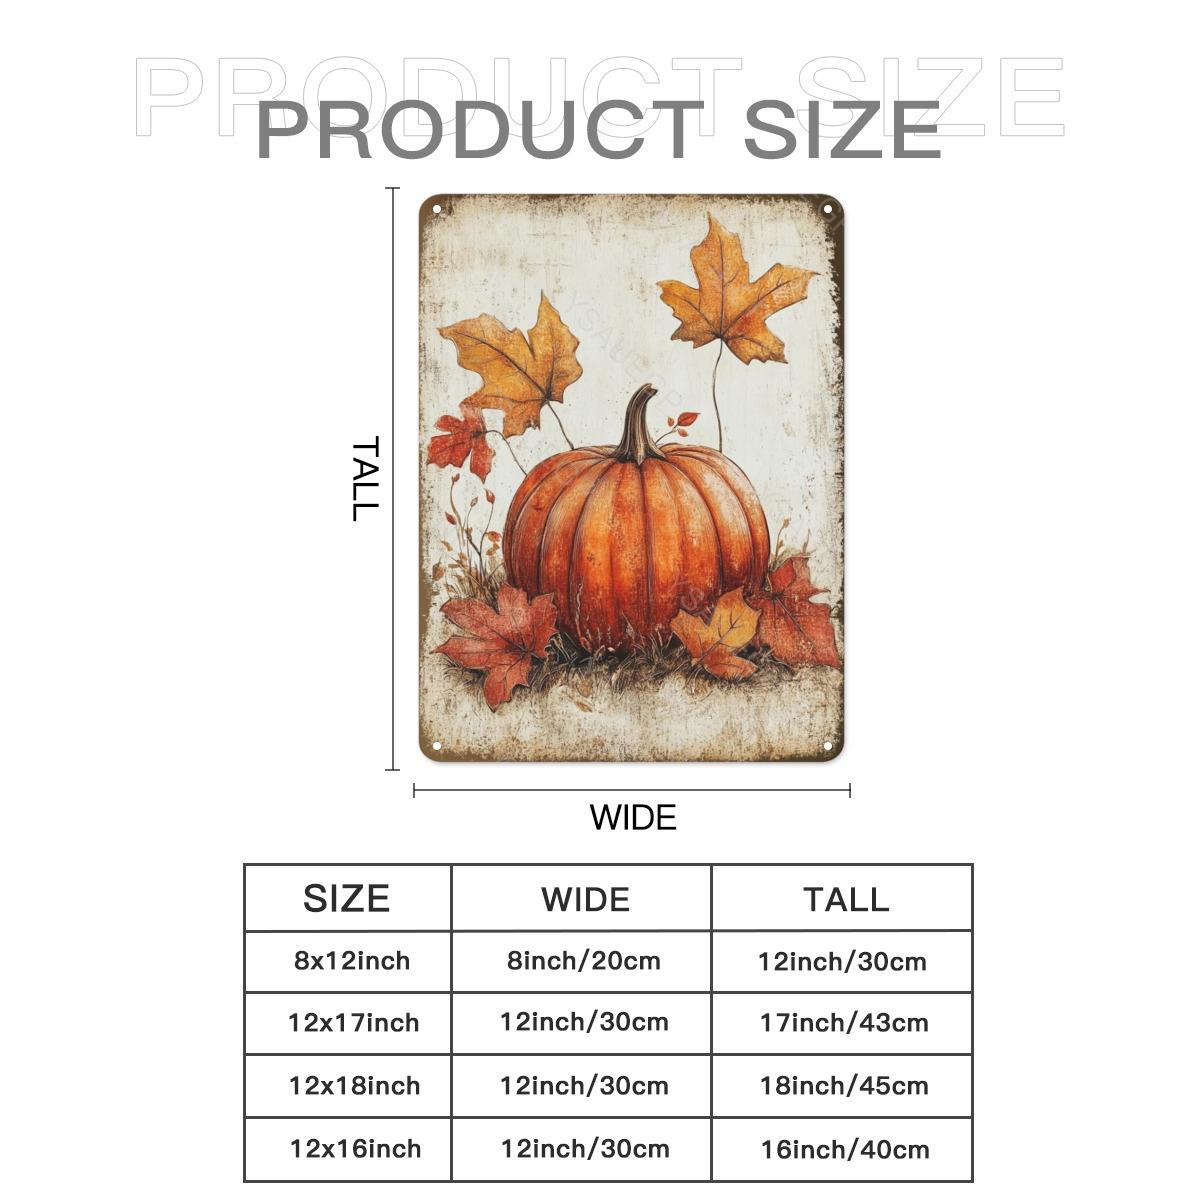 PRODUCT SIZE
PRODUCT SIZE
TALL
WIDE
SIZE WIDE TALL
8x12inch 8inch/20cm 12inch/30cm
12x17inch 12inch/30cm 17inch/43cm
12x18inch 12inch/30cm 18inch/45cm
12x16inch 12inch/30cm 16inch/40cm